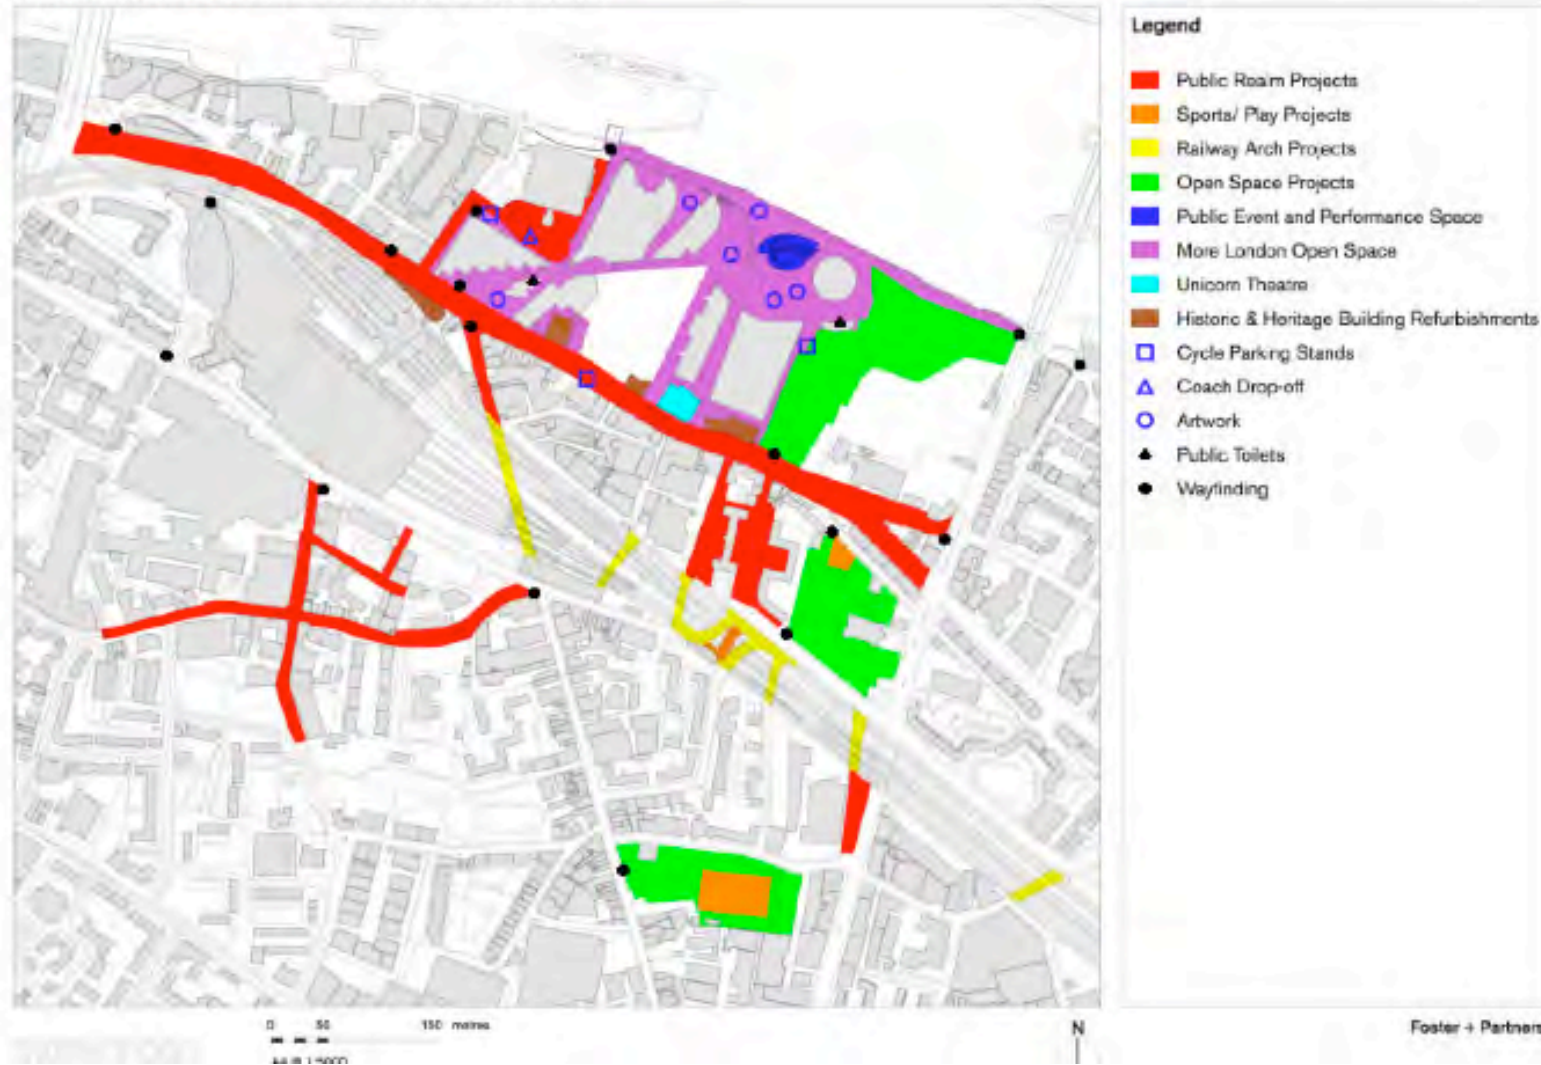 Legend
Public Realm Projects
Sports/ Play Projects
Railway Arch Projects
Open Space Projects
Public Event and Performance Space
More London Open Space
Unicorn Theatre
Historic & Heritage Building Refurbishments
Cycle Parking Stands
Coach Drop-off
Artwork
Public Toilets
Wayfinding
0 50 150 metres
N
Foster + Partners